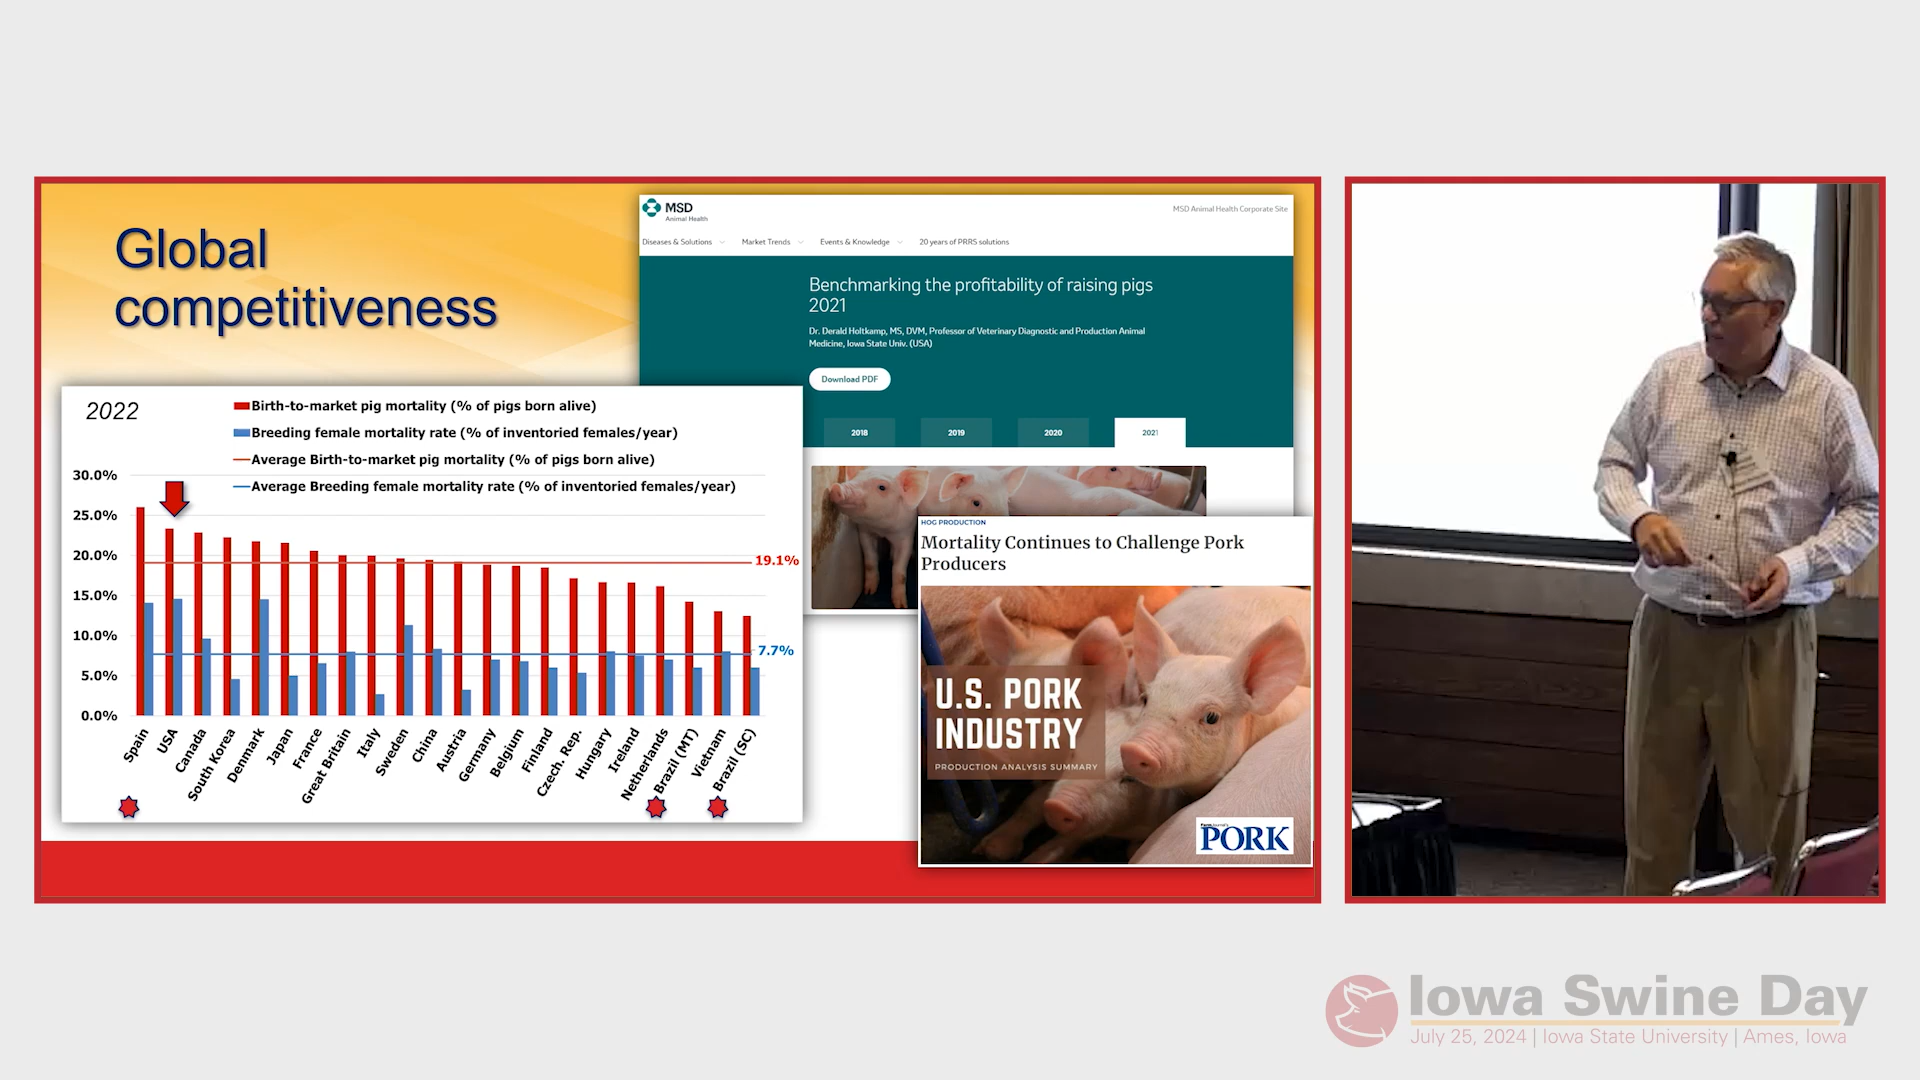 Global
competitiveness
MSD
Animal Health
MSD Animal Health Corporate Site
Diseases & Solutions
Market Trends
Events & Knowledge
20 years of PRRS solutions
Benchmarking the profitability of raising pigs
2021
Dr. Derald Holtkamp, MS, DVM, Professor of Veterinary Diagnostic and Production Animal
Medicine, Iowa State Univ. (USA)
Download PDF
2018
2019
2020
2021
2022
Birth-to-market pig mortality (% of pigs born alive)
Breeding female mortality rate (% of inventoried females/year)
Average Birth-to-market pig mortality (% of pigs born alive)
Average Breeding female mortality rate (% of inventoried females/year)
30.0%
25.0%
20.0%
15.0%
10.0%
5.0%
0.0%
19.1%
7.7%
Spain
USA
Canada
South Korea
Denmark
Japan
France
Great Britain
Italy
Sweden
China
Austria
Germany
Belgium
Finland
Czech. Rep.
Hungary
Ireland
Netherlands
Brazil (MT)
Vietnam
Brazil (SC)
HOG PRODUCTION
Mortality Continues to Challenge Pork
Producers
U.S. PORK
INDUSTRY
PRODUCTION ANALYSIS SUMMARY
PORK
Iowa Swine Day
July 25, 2024 | Iowa State University | Ames, Iowa